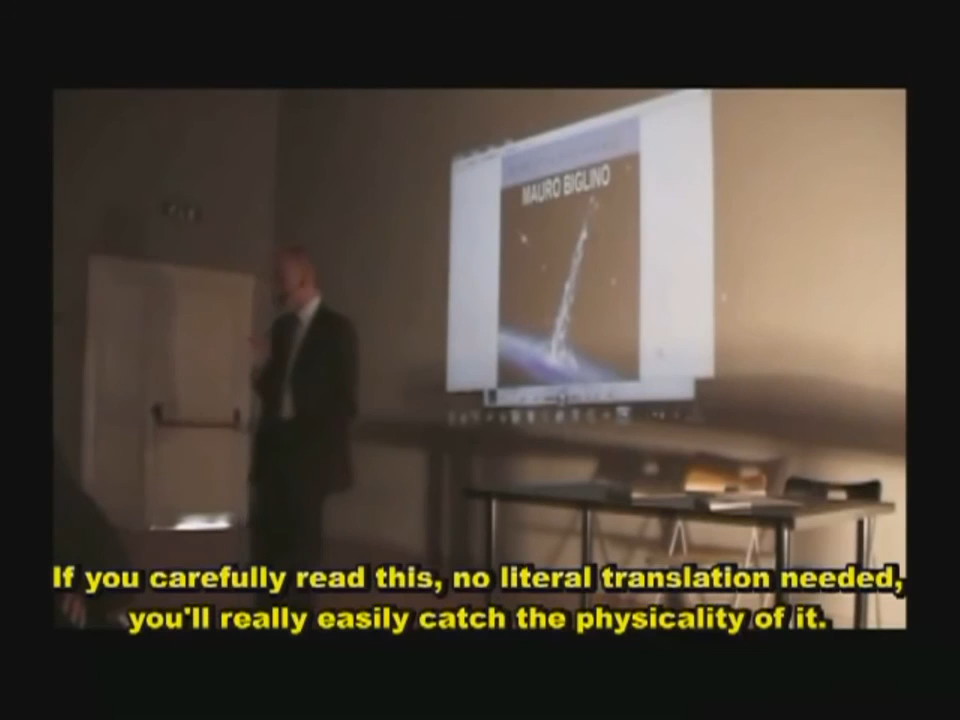 MAURO BIGLINO
If you carefully read this, no literal translation needed,
you'll really easily catch the physicality of it.